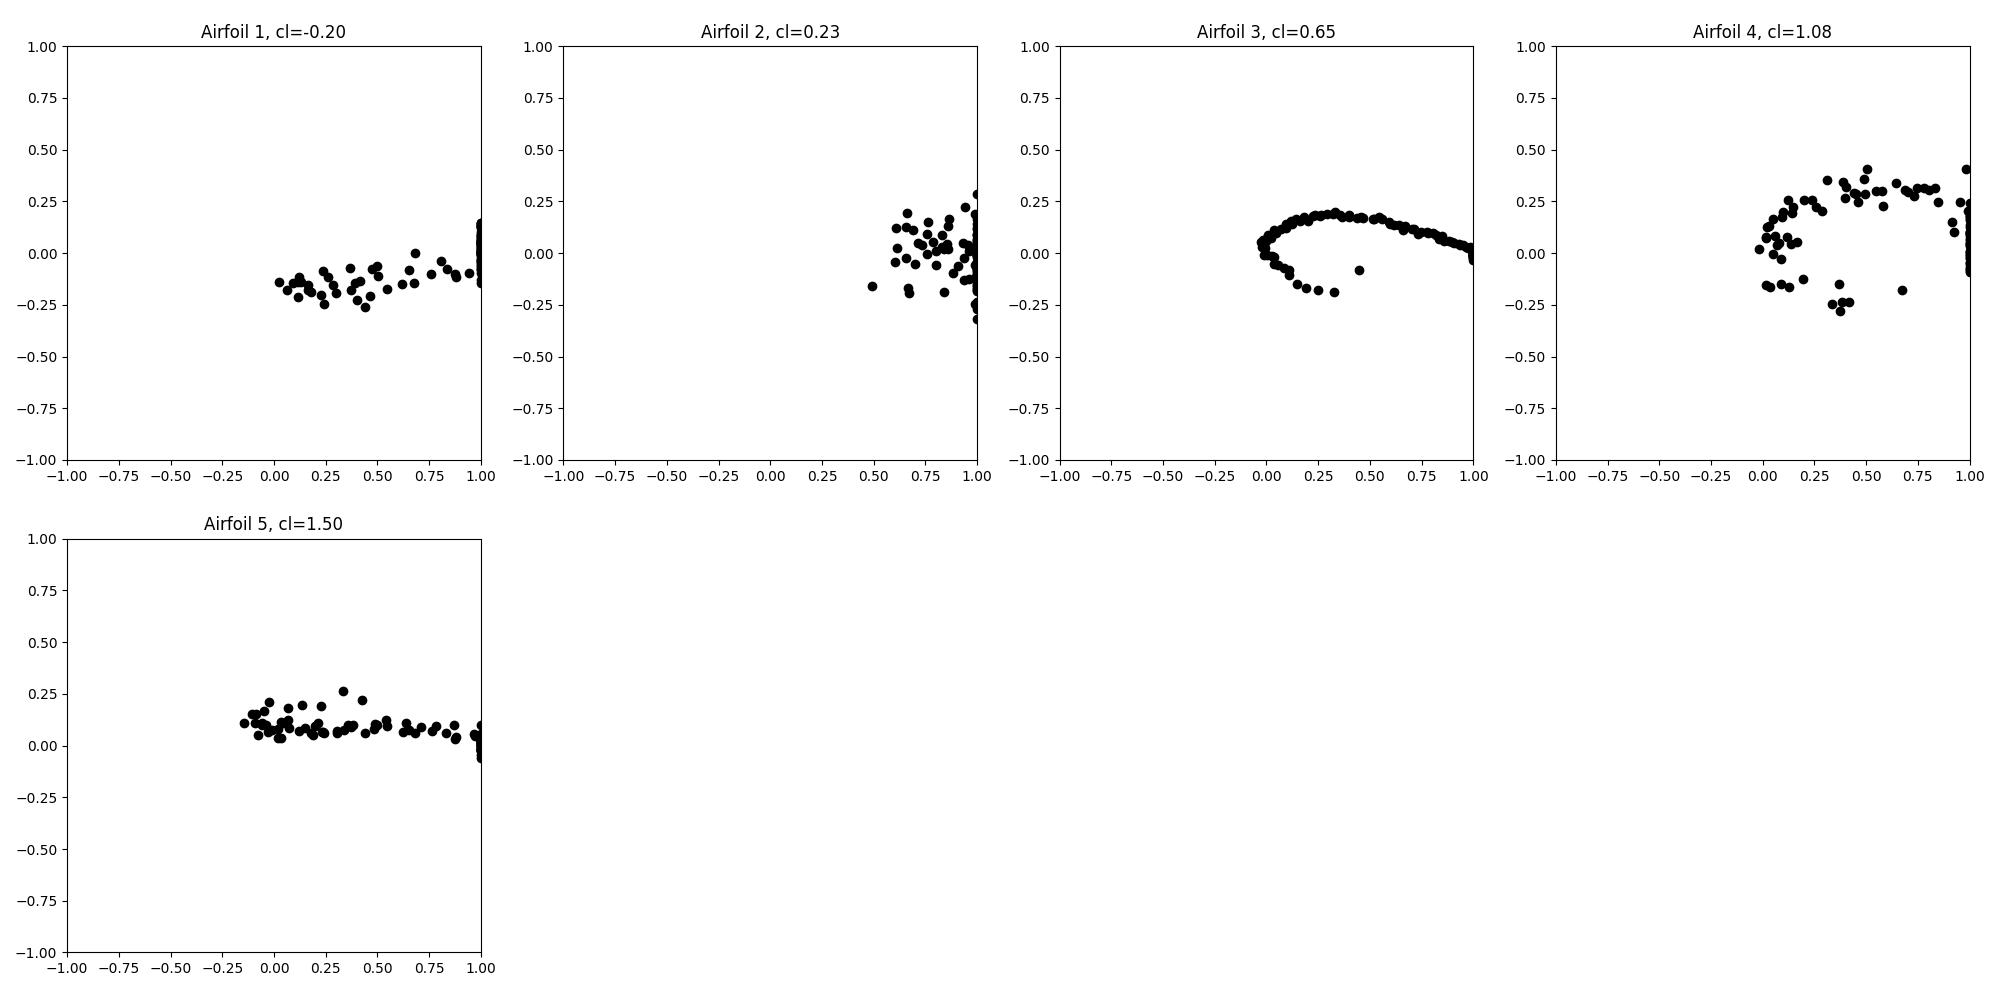 Airfoil 1, cl=-0.20
Airfoil 2, cl=0.23
Airfoil 3, cl=0.65
Airfoil 4, cl=1.08
1.00 1.00 1.00 1.00
0.75 0.75 0.75 0.75
0.50 0.50 0.50 0.50
0.25 0.25 0.25 0.25
0.00 0.00 0.00 0.00
−0.25 −0.25 −0.25 −0.25
−0.50 −0.50 −0.50 −0.50
−0.75 −0.75 −0.75 −0.75
−1.00 −1.00 −1.00 −1.00
−1.00 −0.75 −0.50 −0.25 0.00 0.25 0.50 0.75 1.00
−1.00 −0.75 −0.50 −0.25 0.00 0.25 0.50 0.75 1.00
−1.00 −0.75 −0.50 −0.25 0.00 0.25 0.50 0.75 1.00
−1.00 −0.75 −0.50 −0.25 0.00 0.25 0.50 0.75 1.00
Airfoil 5, cl=1.50
1.00
0.75
0.50
0.25
0.00
−0.25
−0.50
−0.75
−1.00
−1.00 −0.75 −0.50 −0.25 0.00 0.25 0.50 0.75 1.00